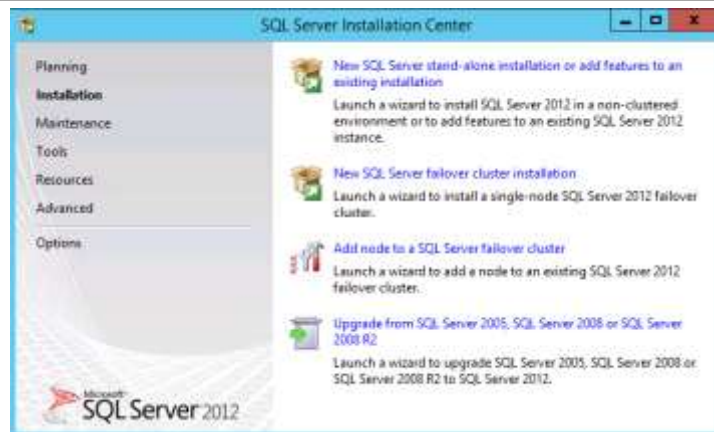 SQL Server Installation Center
Planning
Installation
Maintenance
Tools
Resources
Advanced
Options
Microsoft
SQL Server 2012
New SQL Server stand-alone installation or add features to an
existing installation
Launch a wizard to install SQL Server 2012 in a non-clustered
environment or to add features to an existing SQL Server 2012
instance.
New SQL Server failover cluster installation
Launch a wizard to install a single-node SQL Server 2012 failover
cluster.
Add node to a SQL Server failover cluster
Launch a wizard to add a node to an existing SQL Server 2012
failover cluster.
Upgrade from SQL Server 2005, SQL Server 2008 or SQL Server
2008 R2
Launch a wizard to upgrade SQL Server 2005, SQL Server 2008 or
SQL Server 2008 R2 to SQL Server 2012.